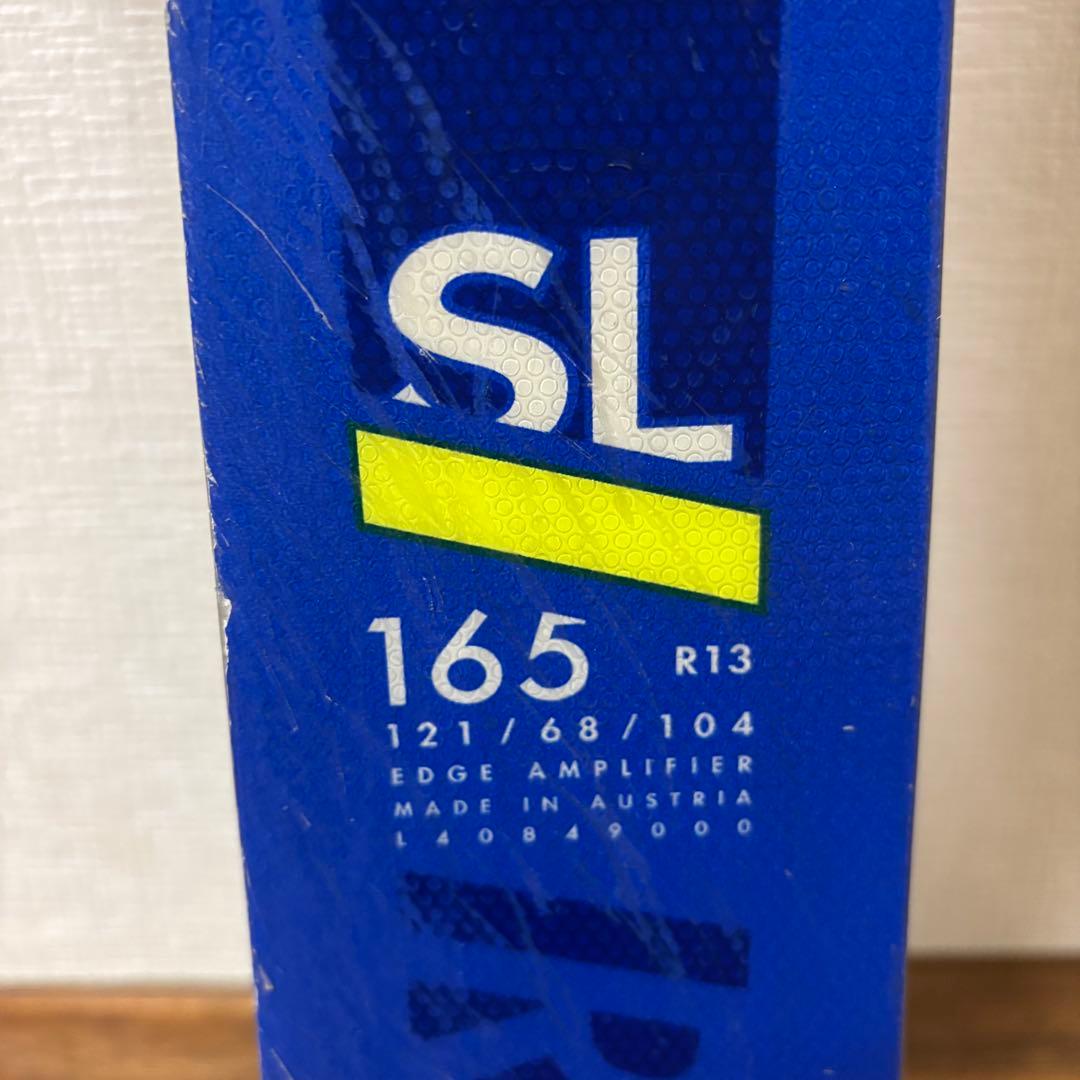 SL
165 R13
121/68/104
EDGE AMPLIFIER
MADE IN AUSTRIA
L40849000